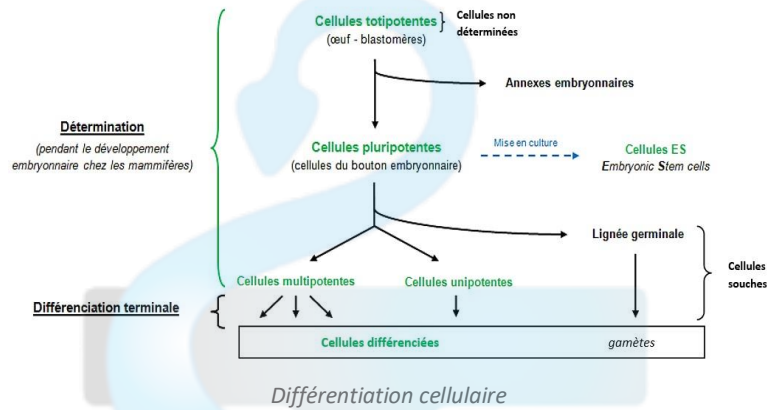 Cellules totipotentes
(œuf - blastomères)
Cellules non
déterminées
Annexes embryonnaires
Détermination
(pendant le développement
embryonnaire chez les mammifères)
Cellules pluripotentes
(cellules du bouton embryonnaire)
Mise en culture
Cellules ES
Embryonic Stem cells
Lignée germinale
Cellules
souches
Cellules multipotentes
Cellules unipotentes
Différenciation terminale
Cellules différenciées
gamètes
Différentiation cellulaire